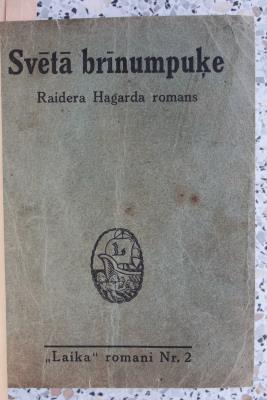 Svētā brīnumpuķe
Raidera Hagarda romans
„Laika“ romani Nr. 2